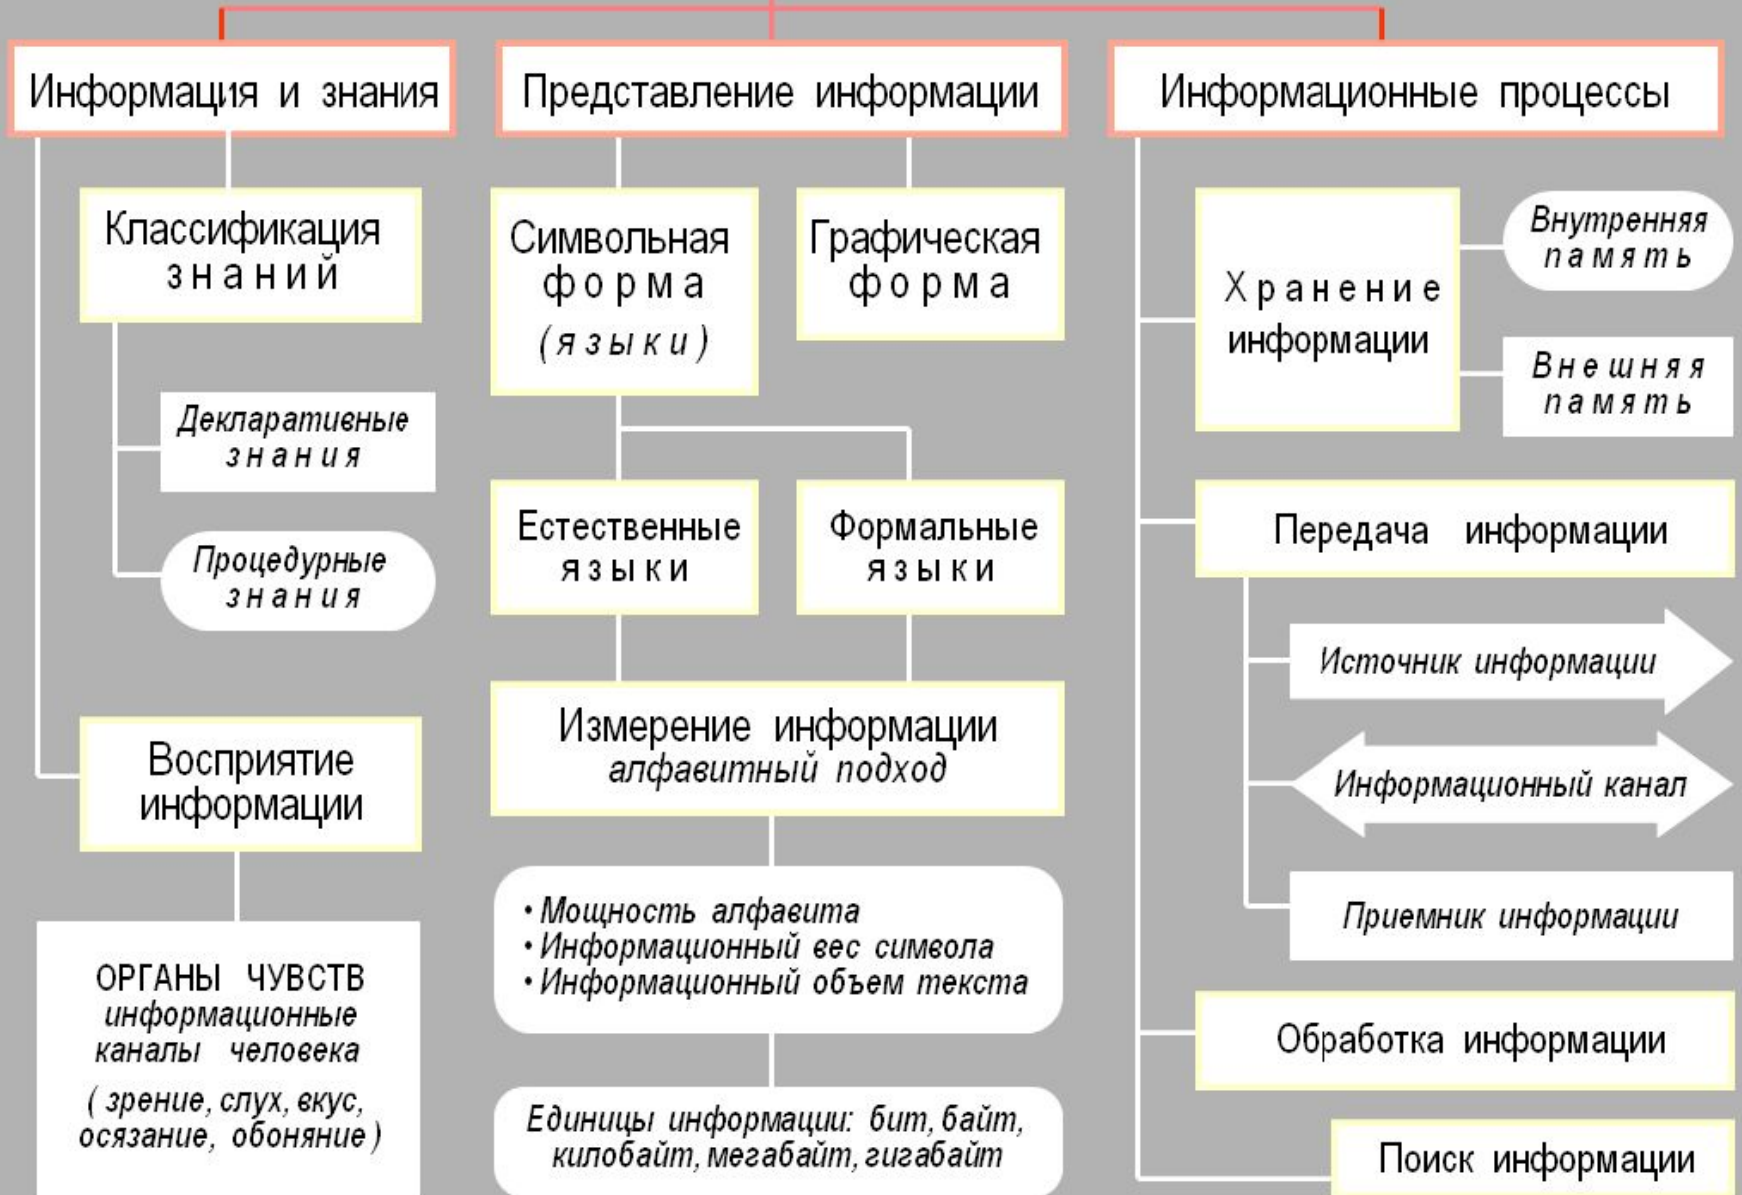 Информация и знания
Классификация
знаний
Декларативные
знания
Процедурные
знания
Восприятие
информации
ОРГАНЫ ЧУВСТВ
информационные
каналы человека
(зрение, слух, вкус,
осязание, обоняние)
Представление информации
Символьная
форма
(языки)
Графическая
форма
Естественные
языки
Формальные
языки
Измерение информации
алфавитный подход
• Мощность алфавита
• Информационный вес символа
• Информационный объем текста
Единицы информации: бит, байт,
килобайт, мегабайт, гигабайт
Информационные процессы
Хранение
информации
Внутренняя
память
Внешняя
память
Передача информации
Источник информации
Информационный канал
Приемник информации
Обработка информации
Поиск информации